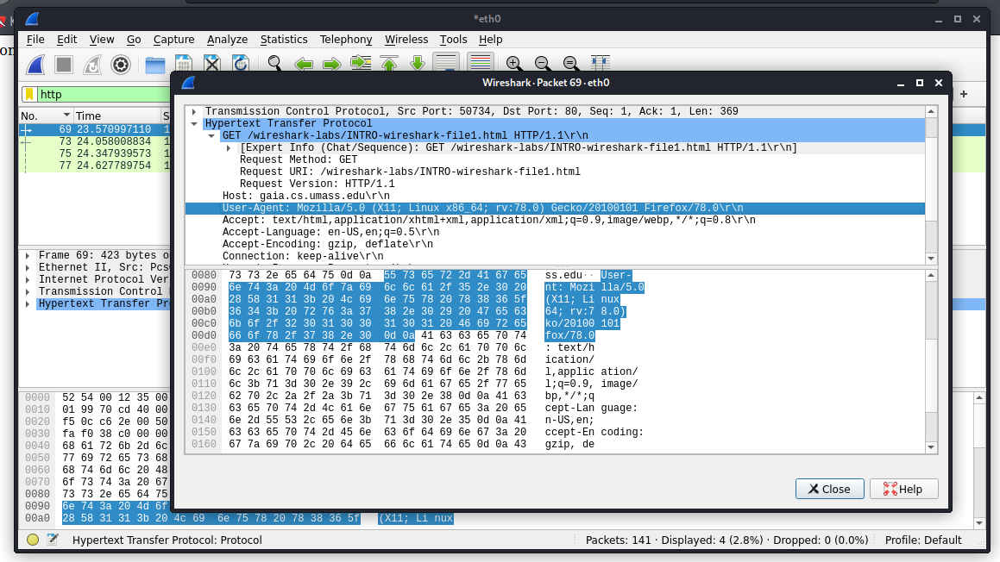 *eth0
File Edit View Go Capture Analyze Statistics Telephony Wireless Tools Help
http
No. Time
69 23.570997110
73 24.058008834
75 24.347939573
77 24.627789754
Frame 69: 423 bytes
Ethernet II, Src:
Internet Protocol
Transmission Control
Hypertext Transfer
0000 52 54 00 12 35 00
0010 01 99 70 cd 40 00
0020 f5 0c c6 2e 00 50
0030 fa f0 38 c0 00 00
0040 68 61 72 6b 2d 6c
0050 77 69 72 65 73 68
0060 68 74 6d 6c 20 48
0070 6f 73 74 3a 20 67
0080 73 73 2e 65 64 75
0090 6e 74 3a 20 4d 6f
00a0 28 58 31 31 3b 20 4c 69 6e 75 78 20 78 38 36 5f (X11; Li nux
Hypertext Transfer Protocol: Protocol
Packets: 141 · Displayed: 4 (2.8%) · Dropped: 0 (0.0%)
Profile: Default
Wireshark · Packet 69 · eth0
Transmission Control Protocol, Src Port: 50734, Dst Port: 80, Seq: 1, Ack: 1, Len: 369
Hypertext Transfer Protocol
GET /wireshark-labs/INTRO-wireshark-file1.html HTTP/1.1\r\n
[Expert Info (Chat/Sequence): GET /wireshark-labs/INTRO-wireshark-file1.html HTTP/1.1\r\n]
Request Method: GET
Request URI: /wireshark-labs/INTRO-wireshark-file1.html
Request Version: HTTP/1.1
Host: gaia.cs.umass.edu\r\n
User-Agent: Mozilla/5.0 (X11; Linux x86_64; rv:78.0) Gecko/20100101 Firefox/78.0\r\n
Accept: text/html,application/xhtml+xml,application/xml;q=0.9,image/webp,*/*;q=0.8\r\n
Accept-Language: en-US,en;q=0.5\r\n
Accept-Encoding: gzip, deflate\r\n
Connection: keep-alive\r\n
0080 73 73 2e 65 64 75 0d 0a 55 73 65 72 2d 41 67 65 ss.edu·· User-
0090 6e 74 3a 20 4d 6f 7a 69 6c 6c 61 2f 35 2e 30 20 nt: Mozi lla/5.0
00a0 28 58 31 31 3b 20 4c 69 6e 75 78 20 78 38 36 5f (X11; Li nux
00b0 36 34 3b 20 72 76 3a 37 38 2e 30 29 20 47 65 63 64; rv:7 8.0)
00c0 6b 6f 2f 32 30 31 30 30 31 30 31 20 46 69 72 65 ko/20100 101
00d0 66 6f 78 2f 37 38 2e 30 0d 0a 41 63 63 65 70 74 fox/78.0
00e0 3a 20 74 65 78 74 2f 68 74 6d 6c 2c 61 70 70 6c : text/h
00f0 69 63 61 74 69 6f 6e 2f 78 68 74 6d 6c 2b 78 6d ication/
0100 6c 2c 61 70 70 6c 69 63 61 74 69 6f 6e 2f 78 6d l,applic ation/
0110 6c 3b 71 3d 30 2e 39 2c 69 6d 61 67 65 2f 77 65 l;q=0.9, image/
0120 62 70 2c 2a 2f 2a 3b 71 3d 30 2e 38 0d 0a 41 63 bp,*/*;q
0130 63 65 70 74 2d 4c 61 6e 67 75 61 67 65 3a 20 65 cept-Lan guage:
0140 6e 2d 55 53 2c 65 6e 3b 71 3d 30 2e 35 0d 0a 41 n-US,en;
0150 63 63 65 70 74 2d 45 6e 63 6f 64 69 6e 67 3a 20 ccept-En coding:
0160 67 7a 69 70 2c 20 64 65 66 6c 61 74 65 0d 0a 43 gzip, de
Close
Help